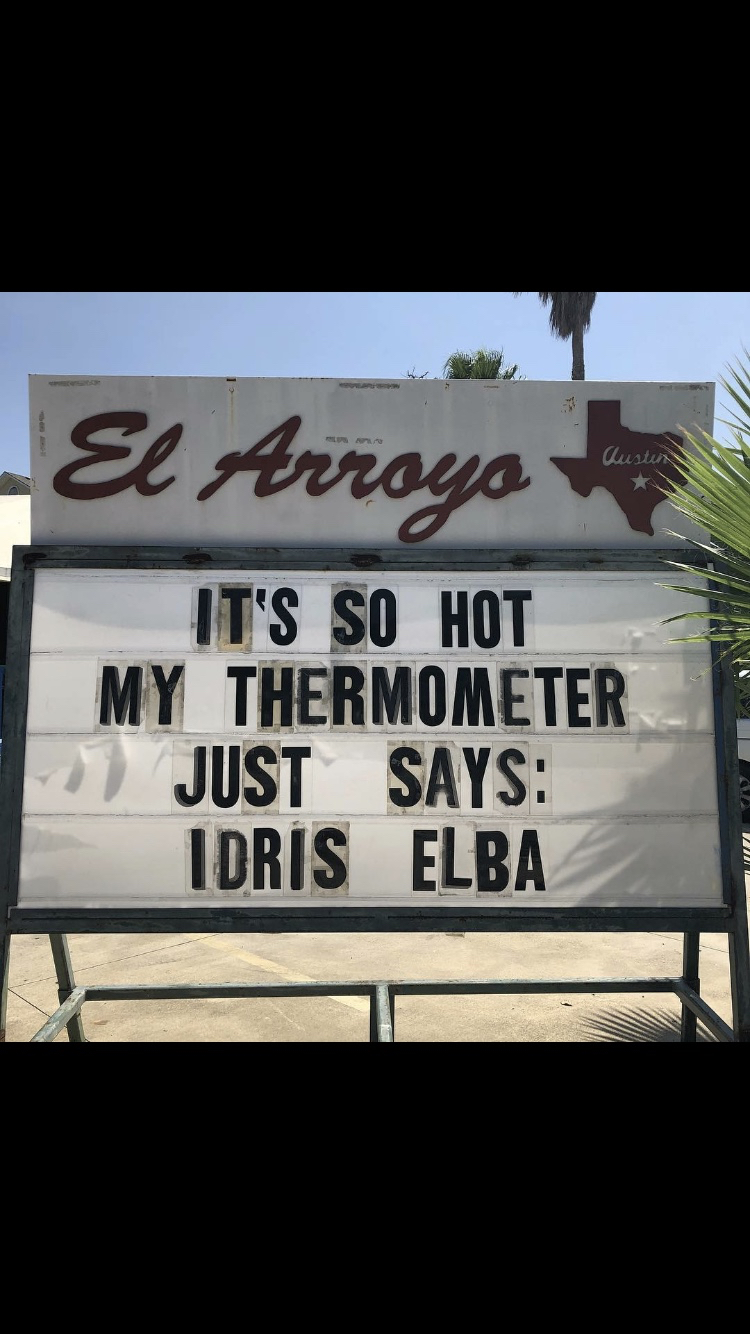 El Arroyo
Austin
IT'S SO HOT
MY THERMOMETER
JUST SAYS:
IDRIS ELBA